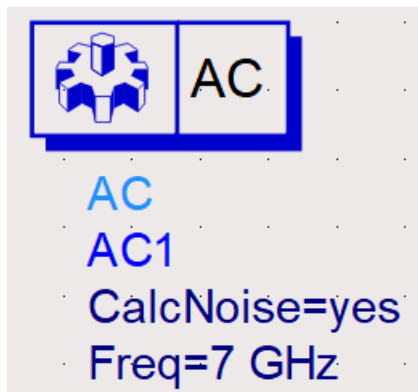 AC
AC
AC1
CalcNoise=yes
Freq=7 GHz